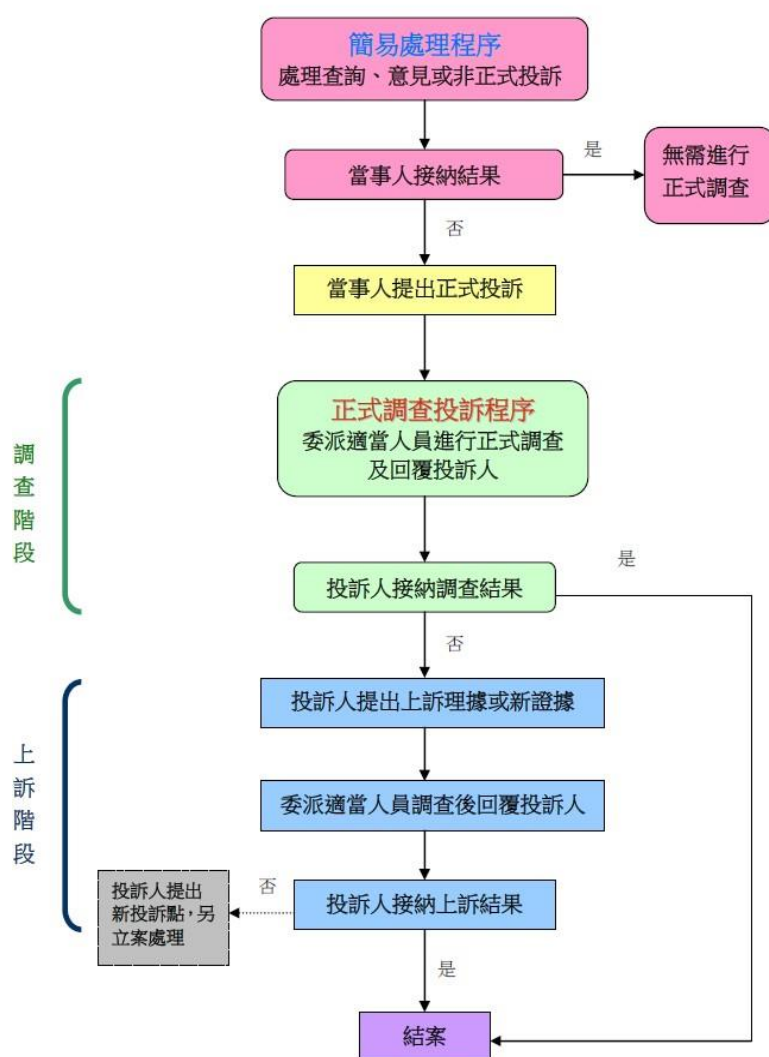 簡易處理程序
處理查詢、意見或非正式投訴
當事人接納結果
是
無需進行
正式調查
否
當事人提出正式投訴
調查階段
正式調查投訴程序
委派適當人員進行正式調查
及回覆投訴人
投訴人接納調查結果
是
否
上訴階段
投訴人提出上訴理據或新證據
委派適當人員調查後回覆投訴人
投訴人接納上訴結果
否
投訴人提出
新投訴點，另
立案處理
是
結案